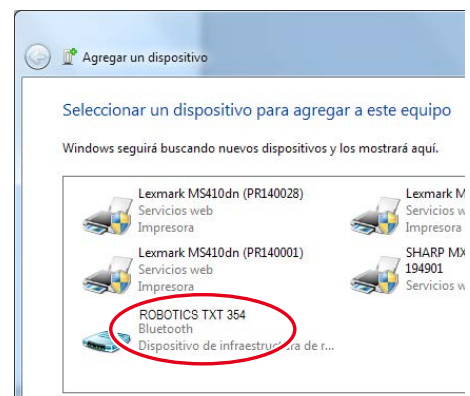 Agregar un dispositivo
Seleccionar un dispositivo para agregar a este equipo
Windows seguirá buscando nuevos dispositivos y los mostrará aquí.
Lexmark MS410dn (PR140028)
Servicios web
Impresora
Lexmark M
Servicios w
Impresora
Lexmark MS410dn (PR140001)
Servicios web
Impresora
SHARP MX
194901
Servicios w
ROBOTICS TXT 354
Bluetooth
Dispositivo de infraestructura de r...